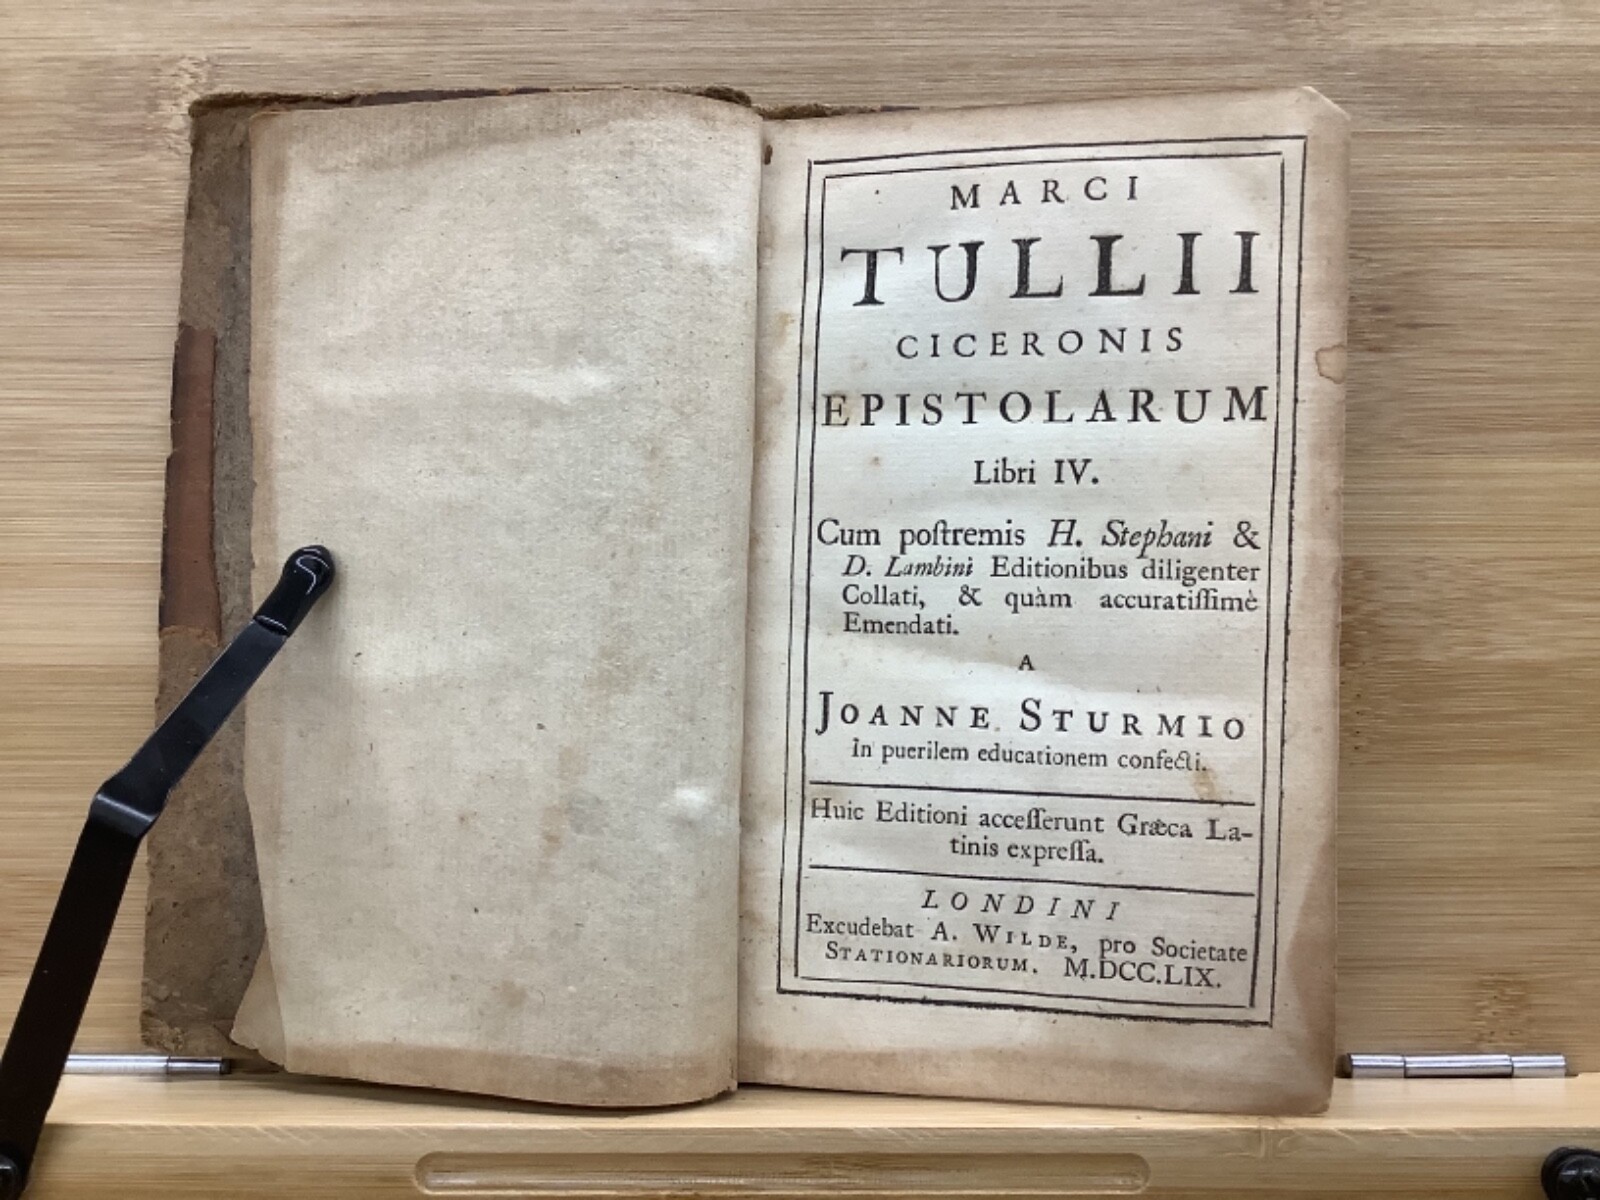 MARCI
TULLII
CICERONIS
EPISTOLARUM
Libri IV.
Cum poſtremis H. Stephani &
D. Lambini Editionibus diligenter
Collati, & quàm accuratiſſimè
Emendati.
A
JOANNE STURMIO
In puerilem educationem confecti.
Huic Editioni acceſſerunt Græca La-
tinis expreſſa.
LONDINI
Excudebat A. WILDE, pro Societate
STATIONARIORUM. M.DCC.LIX.